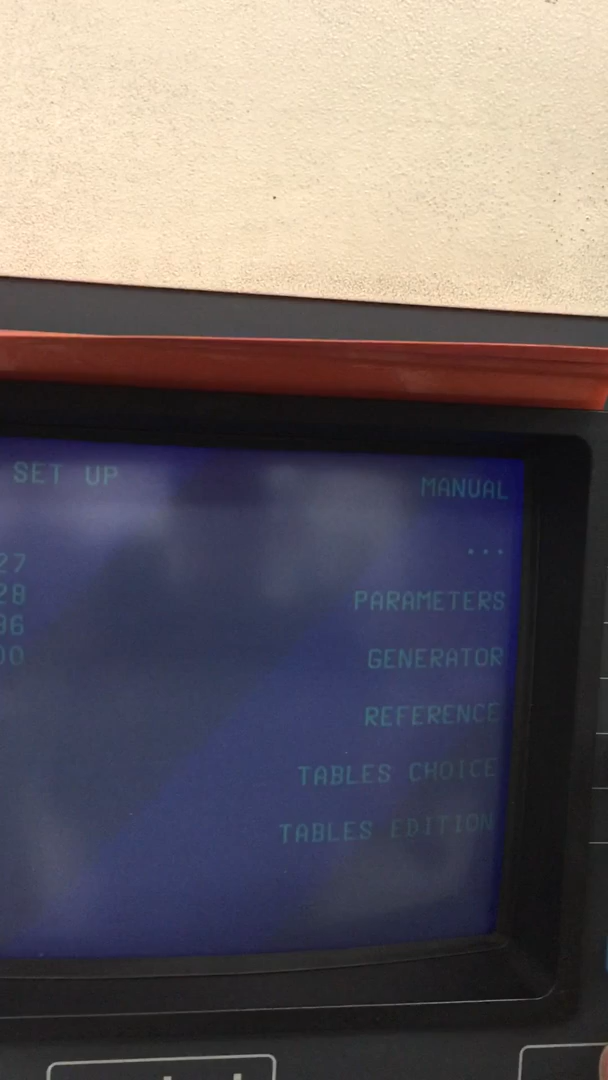 SET UP
MANUAL
...
27
28
PARAMETERS
96
00
GENERATOR
REFERENCE
TABLES CHOICE
TABLES EDITION